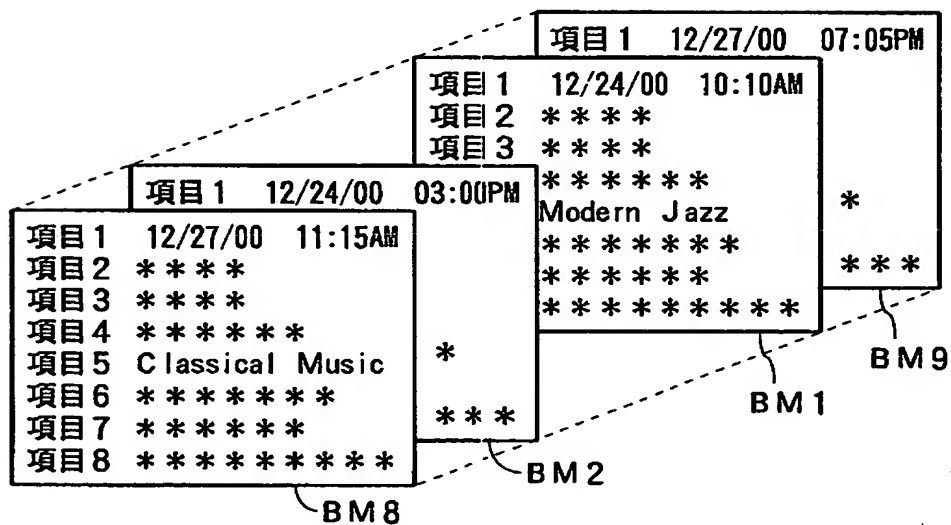 項目1 12/27/00 07:05PM
*
***
BM9
項目1 12/24/00 10:10AM
項目2 ****
項目3 ****
******
Modern Jazz
*******
******
*********
BM1
項目1 12/24/00 03:00PM
*
***
BM2
項目1 12/27/00 11:15AM
項目2 ****
項目3 ****
項目4 ******
項目5 Classical Music
項目6 *******
項目7 ******
項目8 *********
BM8